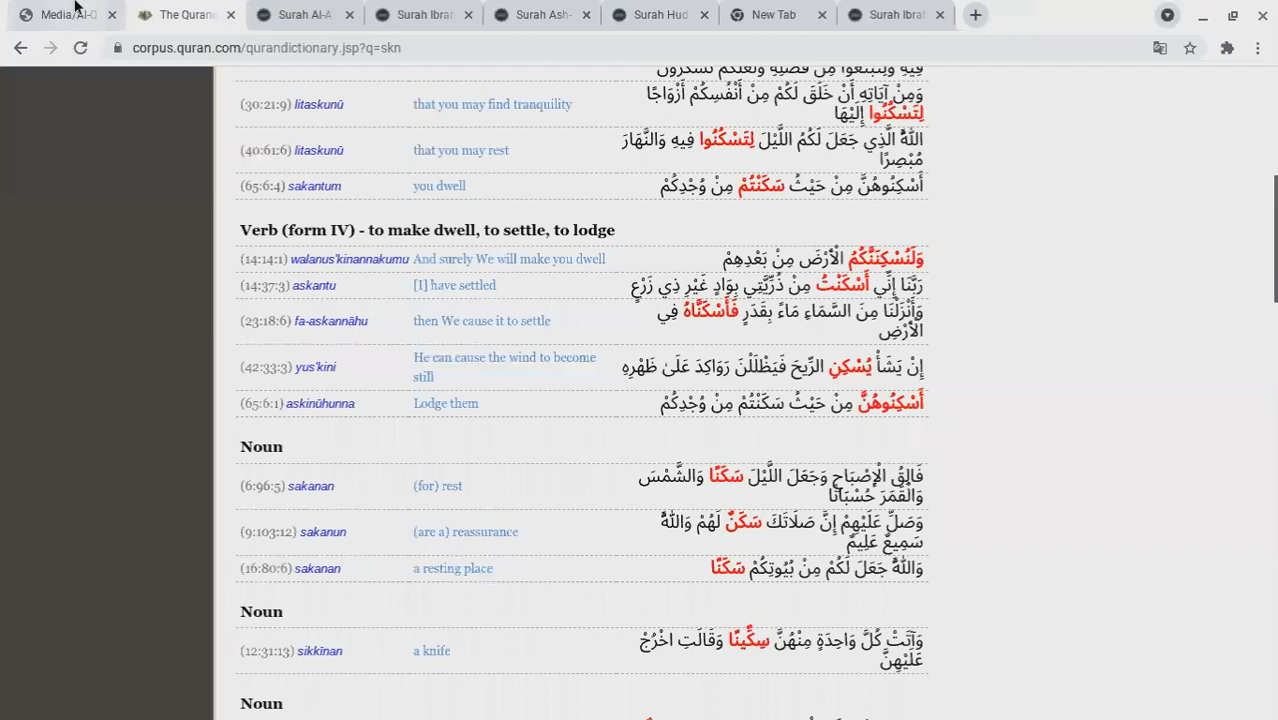 Media/Al-Q
The Quran
Surah Al-A
Surah Ibra
Surah Ash-
Surah Hud
New Tab
Surah Ibra
corpus.quran.com/qurandictionary.jsp?q=skn
فِيهِ وَلِتَبْتَغُوا مِنْ فَضْلِهِ وَلَعَلَّكُمْ تَشْكُرُونَ
(30:21:9) litaskunū that you may find tranquility وَمِنْ آيَاتِهِ أَنْ خَلَقَ لَكُمْ مِنْ أَنْفُسِكُمْ أَزْوَاجًا
لِتَسْكُنُوا إِلَيْهَا
(40:61:6) litaskunū that you may rest اللَّهُ الَّذِي جَعَلَ لَكُمُ اللَّيْلَ لِتَسْكُنُوا فِيهِ وَالنَّهَارَ
مُبْصِرًا
(65:6:4) sakantum you dwell أَسْكِنُوهُنَّ مِنْ حَيْثُ سَكَنْتُمْ مِنْ وُجْدِكُمْ
Verb (form IV) - to make dwell, to settle, to lodge
(14:14:1) walanus'kinannakumu And surely We will make you dwell وَلَنُسْكِنَنَّكُمُ الْأَرْضَ مِنْ بَعْدِهِمْ
(14:37:3) askantu [I] have settled رَبَّنَا إِنِّي أَسْكَنْتُ مِنْ ذُرِّيَّتِي بِوَادٍ غَيْرِ ذِي زَرْعٍ
(23:18:6) fa-askannāhu then We cause it to settle وَأَنْزَلْنَا مِنَ السَّمَاءِ مَاءً بِقَدَرٍ فَأَسْكَنَّاهُ فِي
الْأَرْضِ
(42:33:3) yus'kini He can cause the wind to become
still إِنْ يَشَأْ يُسْكِنِ الرِّيحَ فَيَظْلَلْنَ رَوَاكِدَ عَلَىٰ ظَهْرِهِ
(65:6:1) askinūhunna Lodge them أَسْكِنُوهُنَّ مِنْ حَيْثُ سَكَنْتُمْ مِنْ وُجْدِكُمْ
Noun
(6:96:5) sakanan (for) rest فَالِقُ الْإِصْبَاحِ وَجَعَلَ اللَّيْلَ سَكَنًا وَالشَّمْسَ
وَالْقَمَرَ حُسْبَانًا
(9:103:12) sakanun (are a) reassurance وَصَلِّ عَلَيْهِمْ إِنَّ صَلَاتَكَ سَكَنٌ لَهُمْ وَاللَّهُ
سَمِيعٌ عَلِيمٌ
(16:80:6) sakanan a resting place وَاللَّهُ جَعَلَ لَكُمْ مِنْ بُيُوتِكُمْ سَكَنًا
Noun
(12:31:13) sikkīnan a knife وَآتَتْ كُلَّ وَاحِدَةٍ مِنْهُنَّ سِكِّينًا وَقَالَتِ اخْرُجْ
عَلَيْهِنَّ
Noun